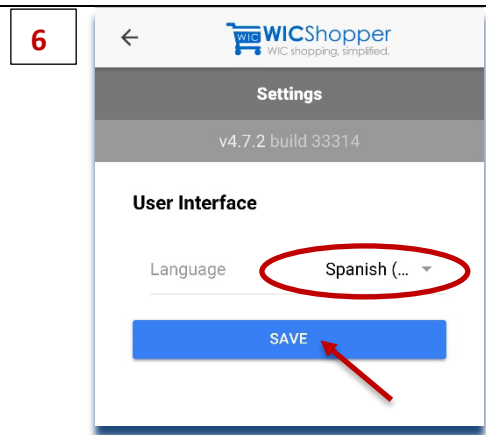 6
WIC WICShopper
WIC shopping, simplified.
Settings
v4.7.2 build 33314
User Interface
Language Spanish (...
SAVE